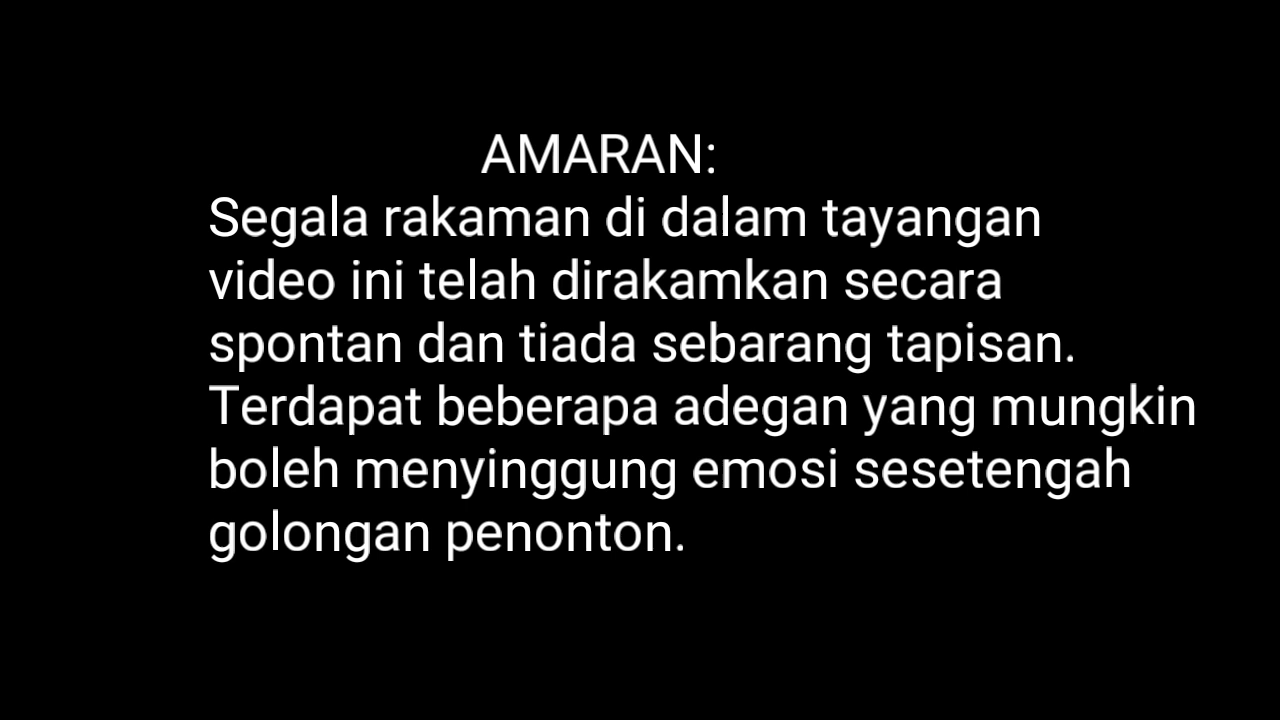 AMARAN:
Segala rakaman di dalam tayangan
video ini telah dirakamkan secara
spontan dan tiada sebarang tapisan.
Terdapat beberapa adegan yang mungkin
boleh menyinggung emosi sesetengah
golongan penonton.